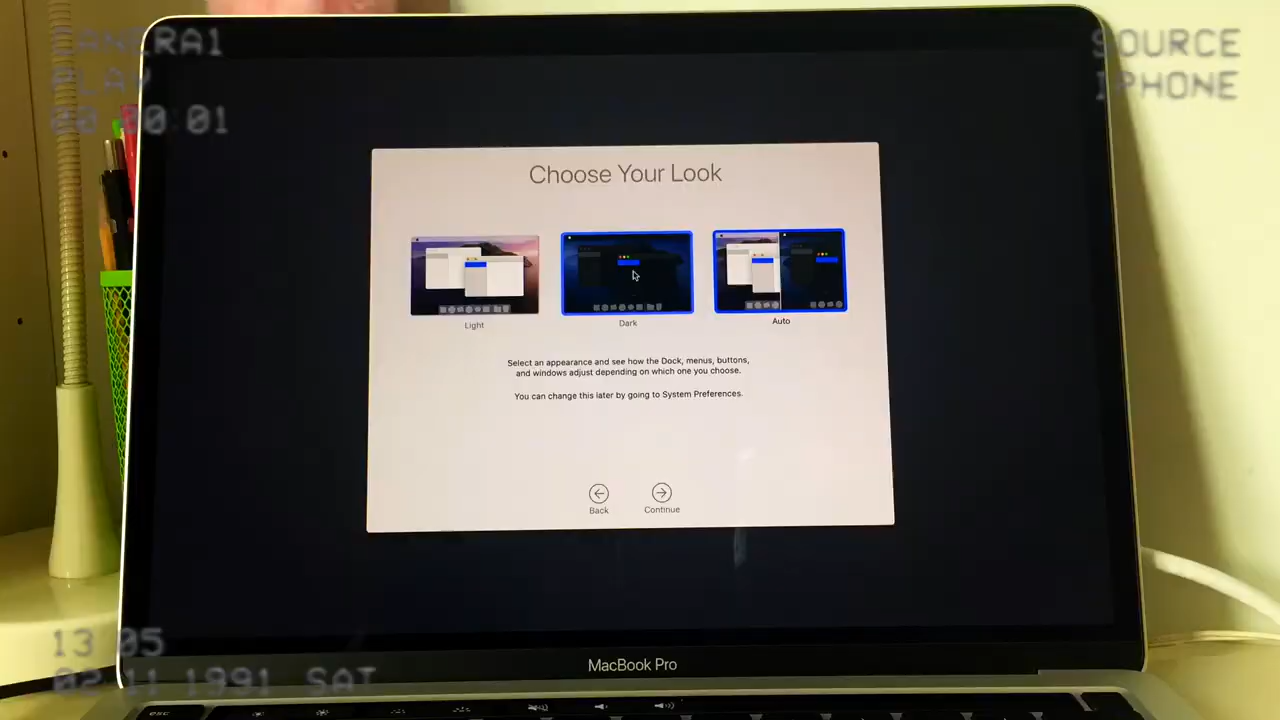 CAMERA1
PLAY
00:00:01
SOURCE
IPHONE
Choose Your Look
Light
Dark
Auto
Select an appearance and see how the Dock, menus, buttons,
and windows adjust depending on which one you choose.
You can change this later by going to System Preferences.
Back
Continue
13 05
02 11 1991 SAT
MacBook Pro
esc